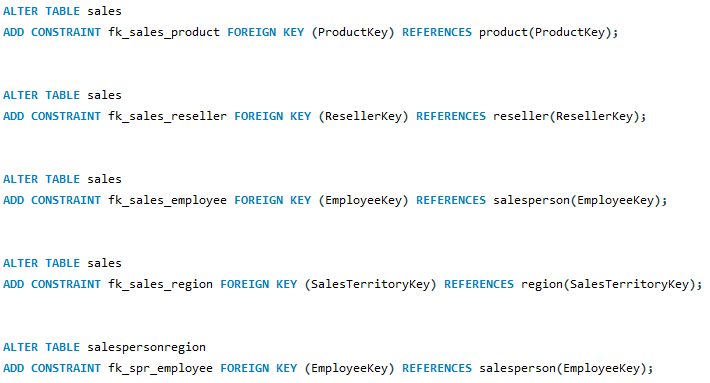 ALTER TABLE sales
ADD CONSTRAINT fk_sales_product FOREIGN KEY (ProductKey) REFERENCES product(ProductKey);
ALTER TABLE sales
ADD CONSTRAINT fk_sales_reseller FOREIGN KEY (ResellerKey) REFERENCES reseller(ResellerKey);
ALTER TABLE sales
ADD CONSTRAINT fk_sales_employee FOREIGN KEY (EmployeeKey) REFERENCES salesperson(EmployeeKey);
ALTER TABLE sales
ADD CONSTRAINT fk_sales_region FOREIGN KEY (SalesTerritoryKey) REFERENCES region(SalesTerritoryKey);
ALTER TABLE salespersonregion
ADD CONSTRAINT fk_spr_employee FOREIGN KEY (EmployeeKey) REFERENCES salesperson(EmployeeKey);